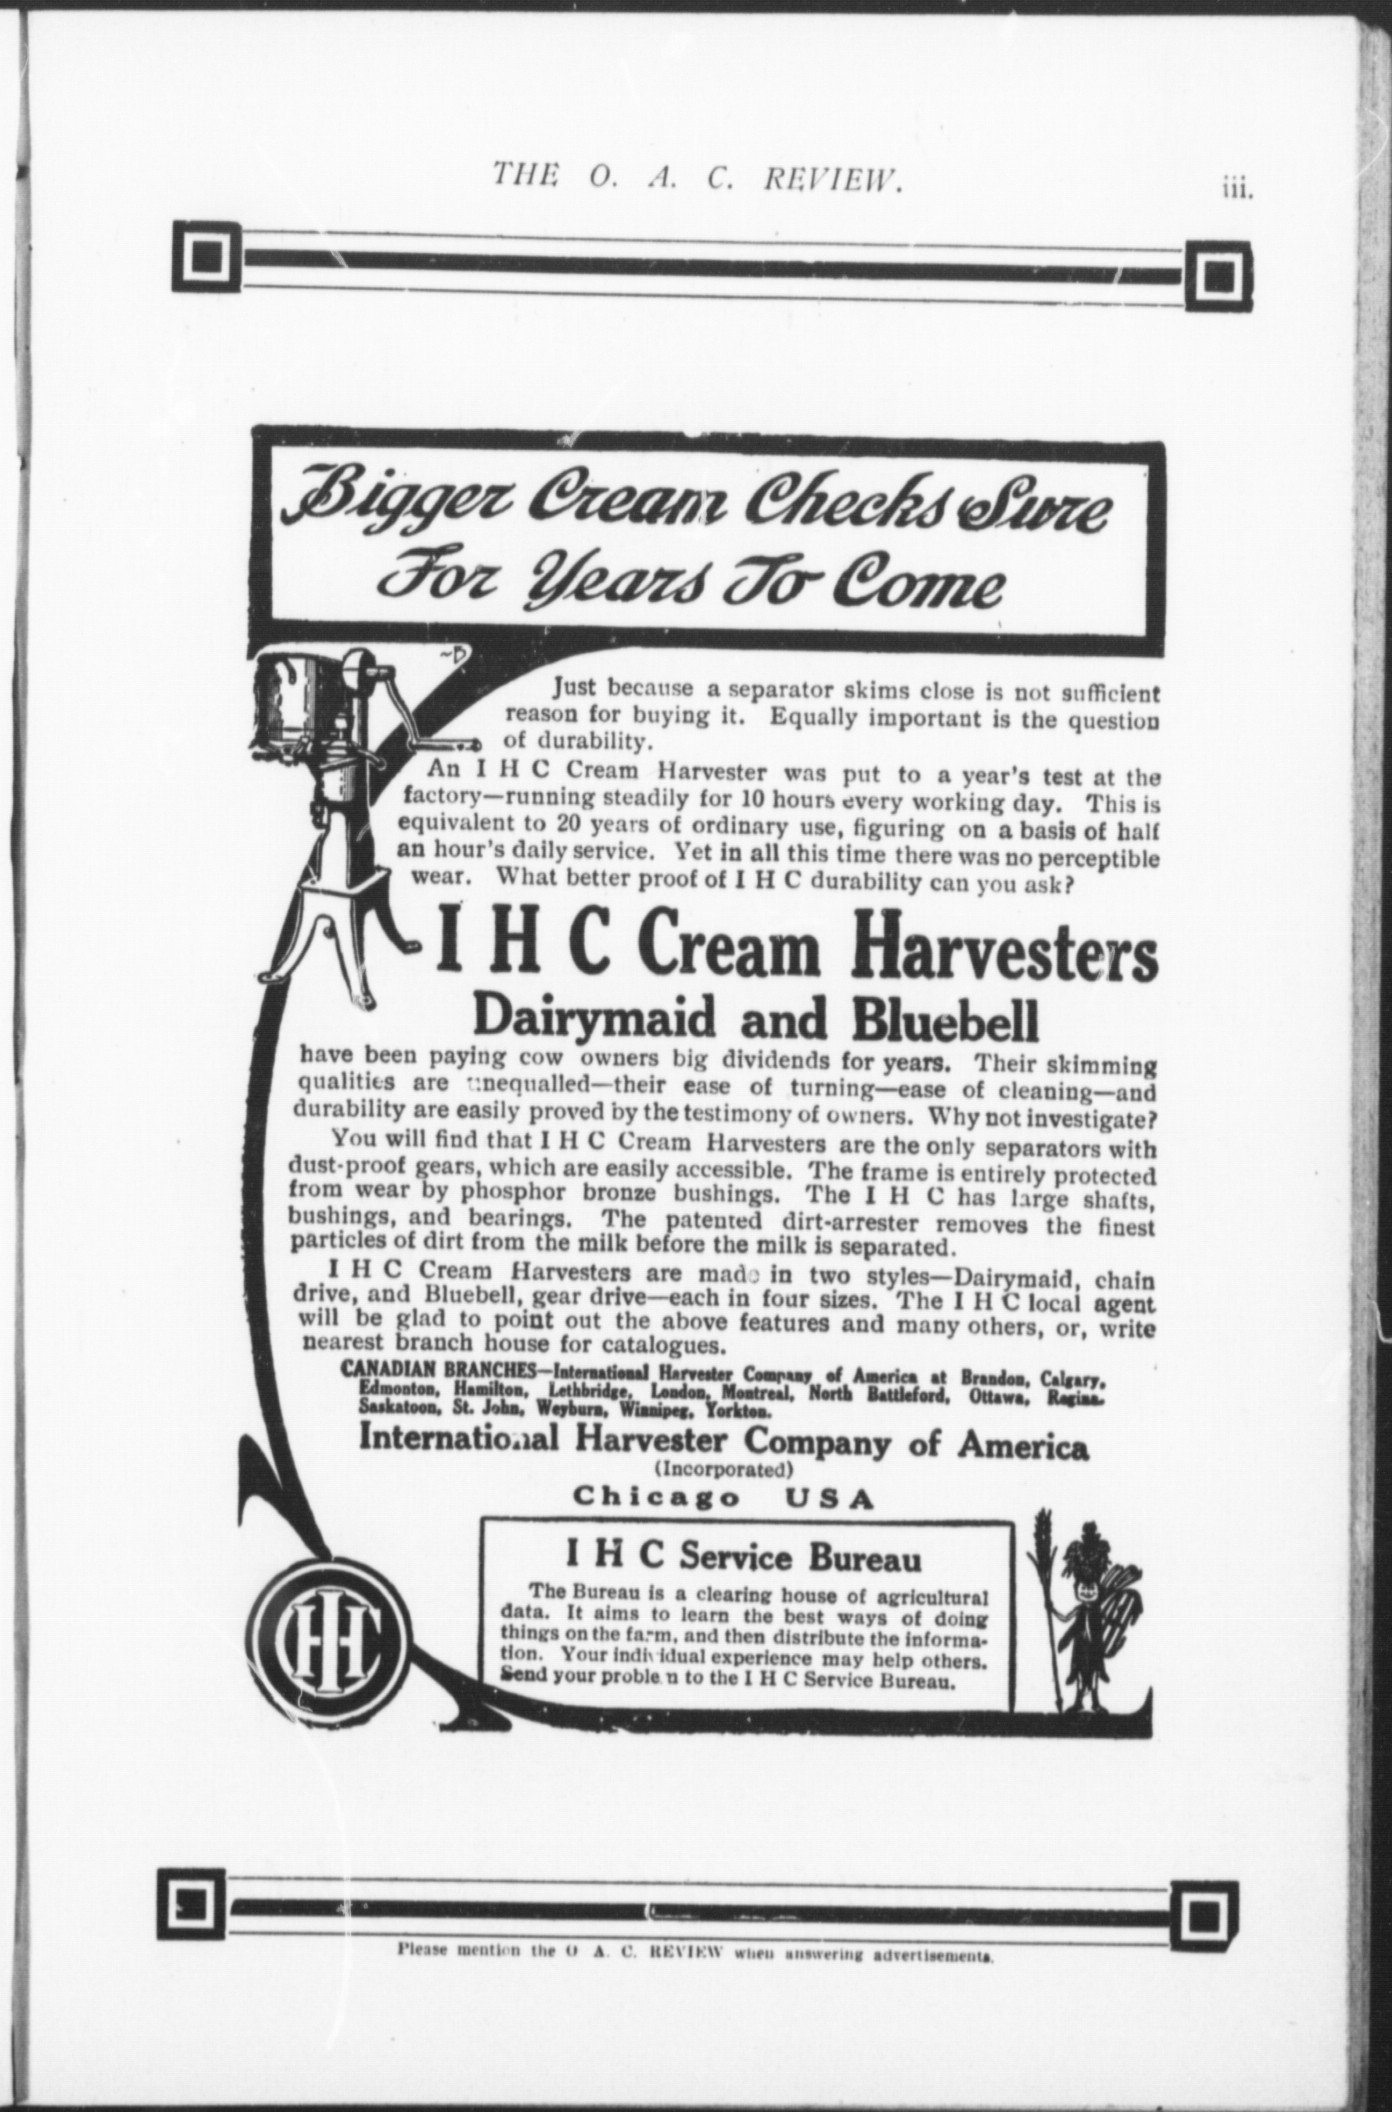 THE O. A. C. REVIEW.
iii.
Bigger Cream Checks Sure
For Years To Come
~B
Just because a separator skims close is not sufficient
reason for buying it. Equally important is the question
of durability.
An I H C Cream Harvester was put to a year's test at the
factory—running steadily for 10 hours every working day. This is
equivalent to 20 years of ordinary use, figuring on a basis of half
an hour's daily service. Yet in all this time there was no perceptible
wear. What better proof of I H C durability can you ask?
I H C Cream Harvesters
Dairymaid and Bluebell
have been paying cow owners big dividends for years. Their skimming
qualities are unequalled—their ease of turning—ease of cleaning—and
durability are easily proved by the testimony of owners. Why not investigate?
You will find that I H C Cream Harvesters are the only separators with
dust-proof gears, which are easily accessible. The frame is entirely protected
from wear by phosphor bronze bushings. The I H C has large shafts,
bushings, and bearings. The patented dirt-arrester removes the finest
particles of dirt from the milk before the milk is separated.
I H C Cream Harvesters are made in two styles—Dairymaid, chain
drive, and Bluebell, gear drive—each in four sizes. The I H C local agent
will be glad to point out the above features and many others, or, write
nearest branch house for catalogues.
CANADIAN BRANCHES—International Harvester Company of America at Brandon, Calgary,
Edmonton, Hamilton, Lethbridge, London, Montreal, North Battleford, Ottawa, Regina,
Saskatoon, St. John, Weyburn, Winnipeg, Yorkton.
International Harvester Company of America
(Incorporated)
Chicago USA
I H C Service Bureau
The Bureau is a clearing house of agricultural
data. It aims to learn the best ways of doing
things on the farm, and then distribute the informa-
tion. Your individual experience may help others.
Send your problem to the I H C Service Bureau.
IHC
Please mention the O A. C. REVIEW when answering advertisements.